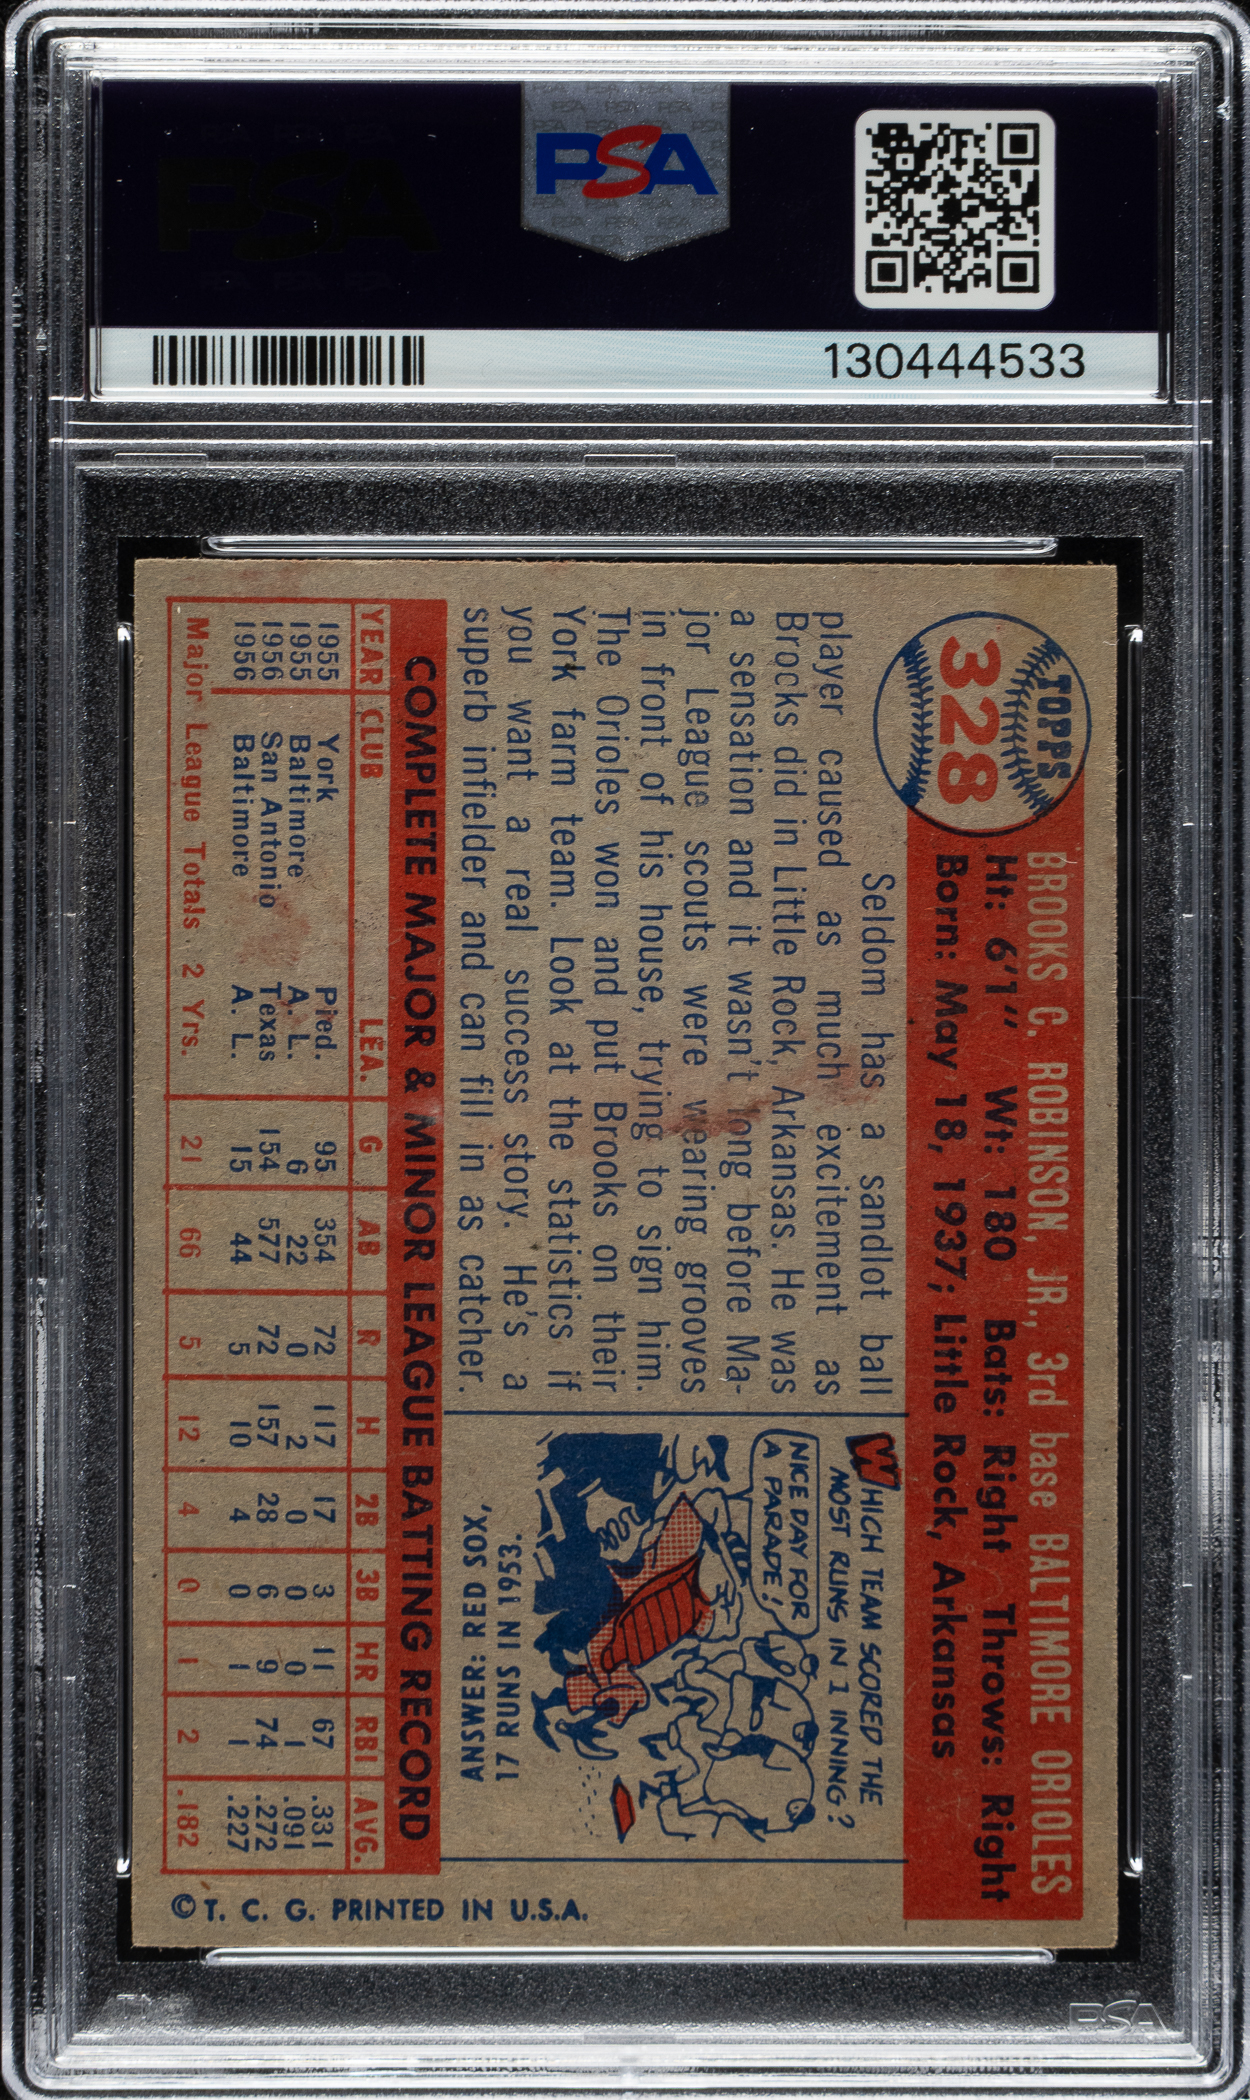 PSA
130444533
TOPPS
328
BROOKS C. ROBINSON, JR., 3rd base BALTIMORE ORIOLES
Ht: 6'1" Wt: 180 Bats: Right Throws: Right
Born: May 18, 1937; Little Rock, Arkansas
Seldom has a sandlot ball
player caused as much excitement as
Brocks did in Little Rock, Arkansas. He was
a sensation and it wasn't long before Ma-
jor League scouts were wearing grooves
in front of his house, trying to sign him.
The Orioles won and put Brooks on their
York farm team. Look at the statistics if
you want a real success story. He's a
superb infielder and can fill in as catcher.
WHICH TEAM SCORED THE
MOST RUNS IN 1 INNING?
NICE DAY FOR
A PARADE!
ANSWER: RED SOX,
17 RUNS IN 1953.
COMPLETE MAJOR & MINOR LEAGUE BATTING RECORD
YEAR CLUB LEA. G AB R H 2B 3B HR RBI AVG.
1955 York Pied. 95 354 72 117 17 3 11 67 .331
1955 Baltimore A. L. 6 22 0 2 0 0 0 1 .091
1956 San Antonio Texas 154 577 72 157 28 6 9 74 .272
1956 Baltimore A. L. 15 44 5 10 4 0 1 1 .227
Major League Totals 2 Yrs. 21 66 5 12 4 0 1 2 .182
© T. C. G. PRINTED IN U.S.A.
PSA